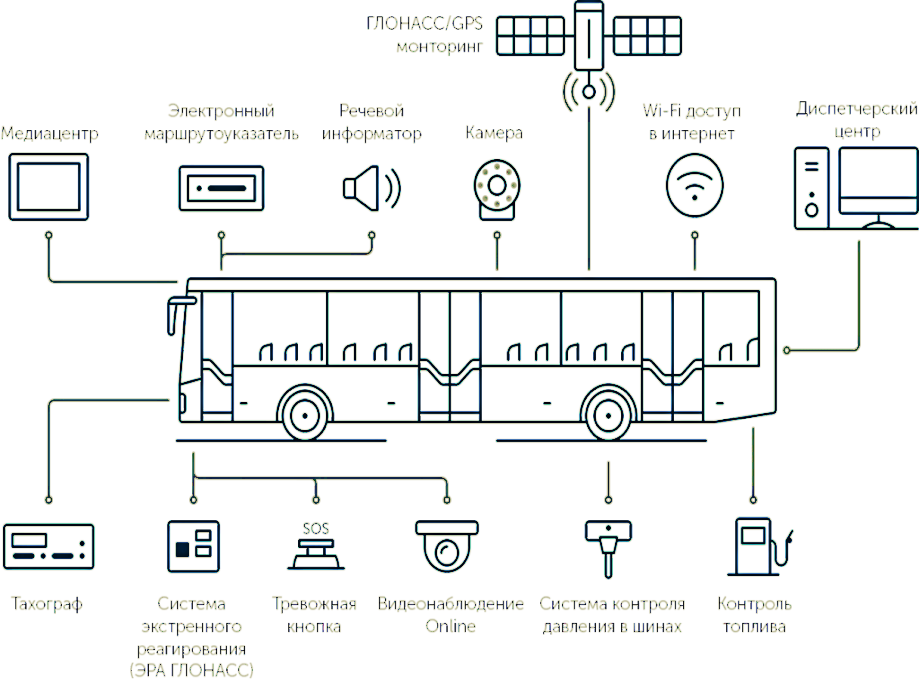 ГЛОНАСС/GPS
монторинг
Медиацентр
Электронный
маршрутоуказатель
Речевой
информатор
Камера
Wi-Fi доступ
в интернет
Диспетчерский
центр
SOS
Тахограф
Система
экстренного
реагирования
(ЭРА ГЛОНАСС)
Тревожная
кнопка
Видеонаблюдение
Online
Система контроля
давления в шинах
Контроль
топлива